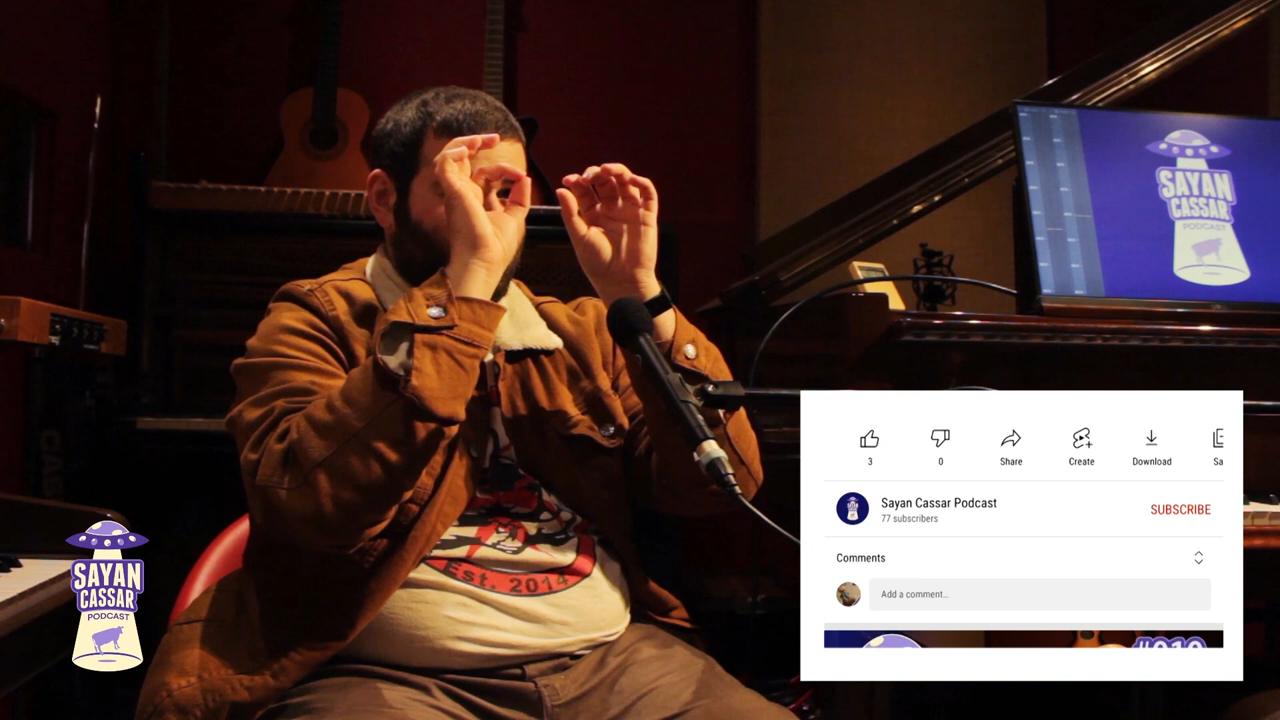 SAYAN
CASSAR
PODCAST
Est. 2014
SAYAN
CASSAR
PODCAST
3
0
Share
Create
Download
Sa
Sayan Cassar Podcast
77 subscribers
SUBSCRIBE
Comments
Add a comment...